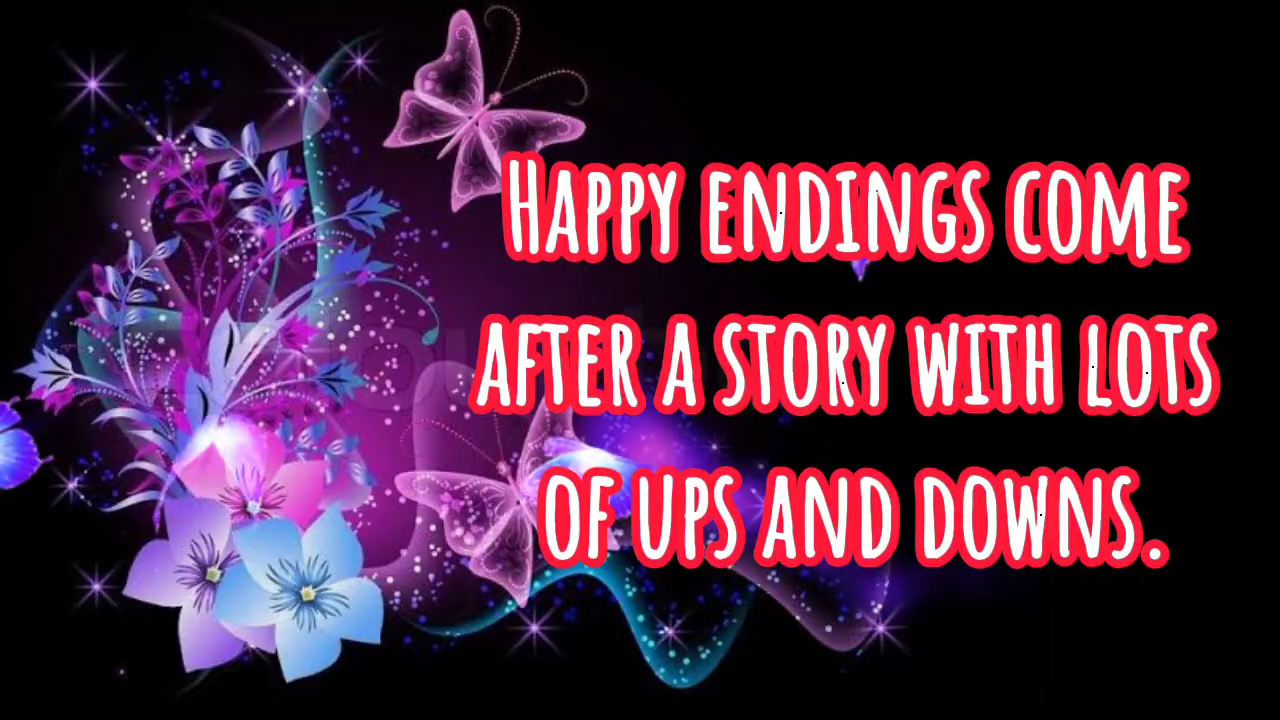 Happy endings come
after a story with lots
of ups and downs.